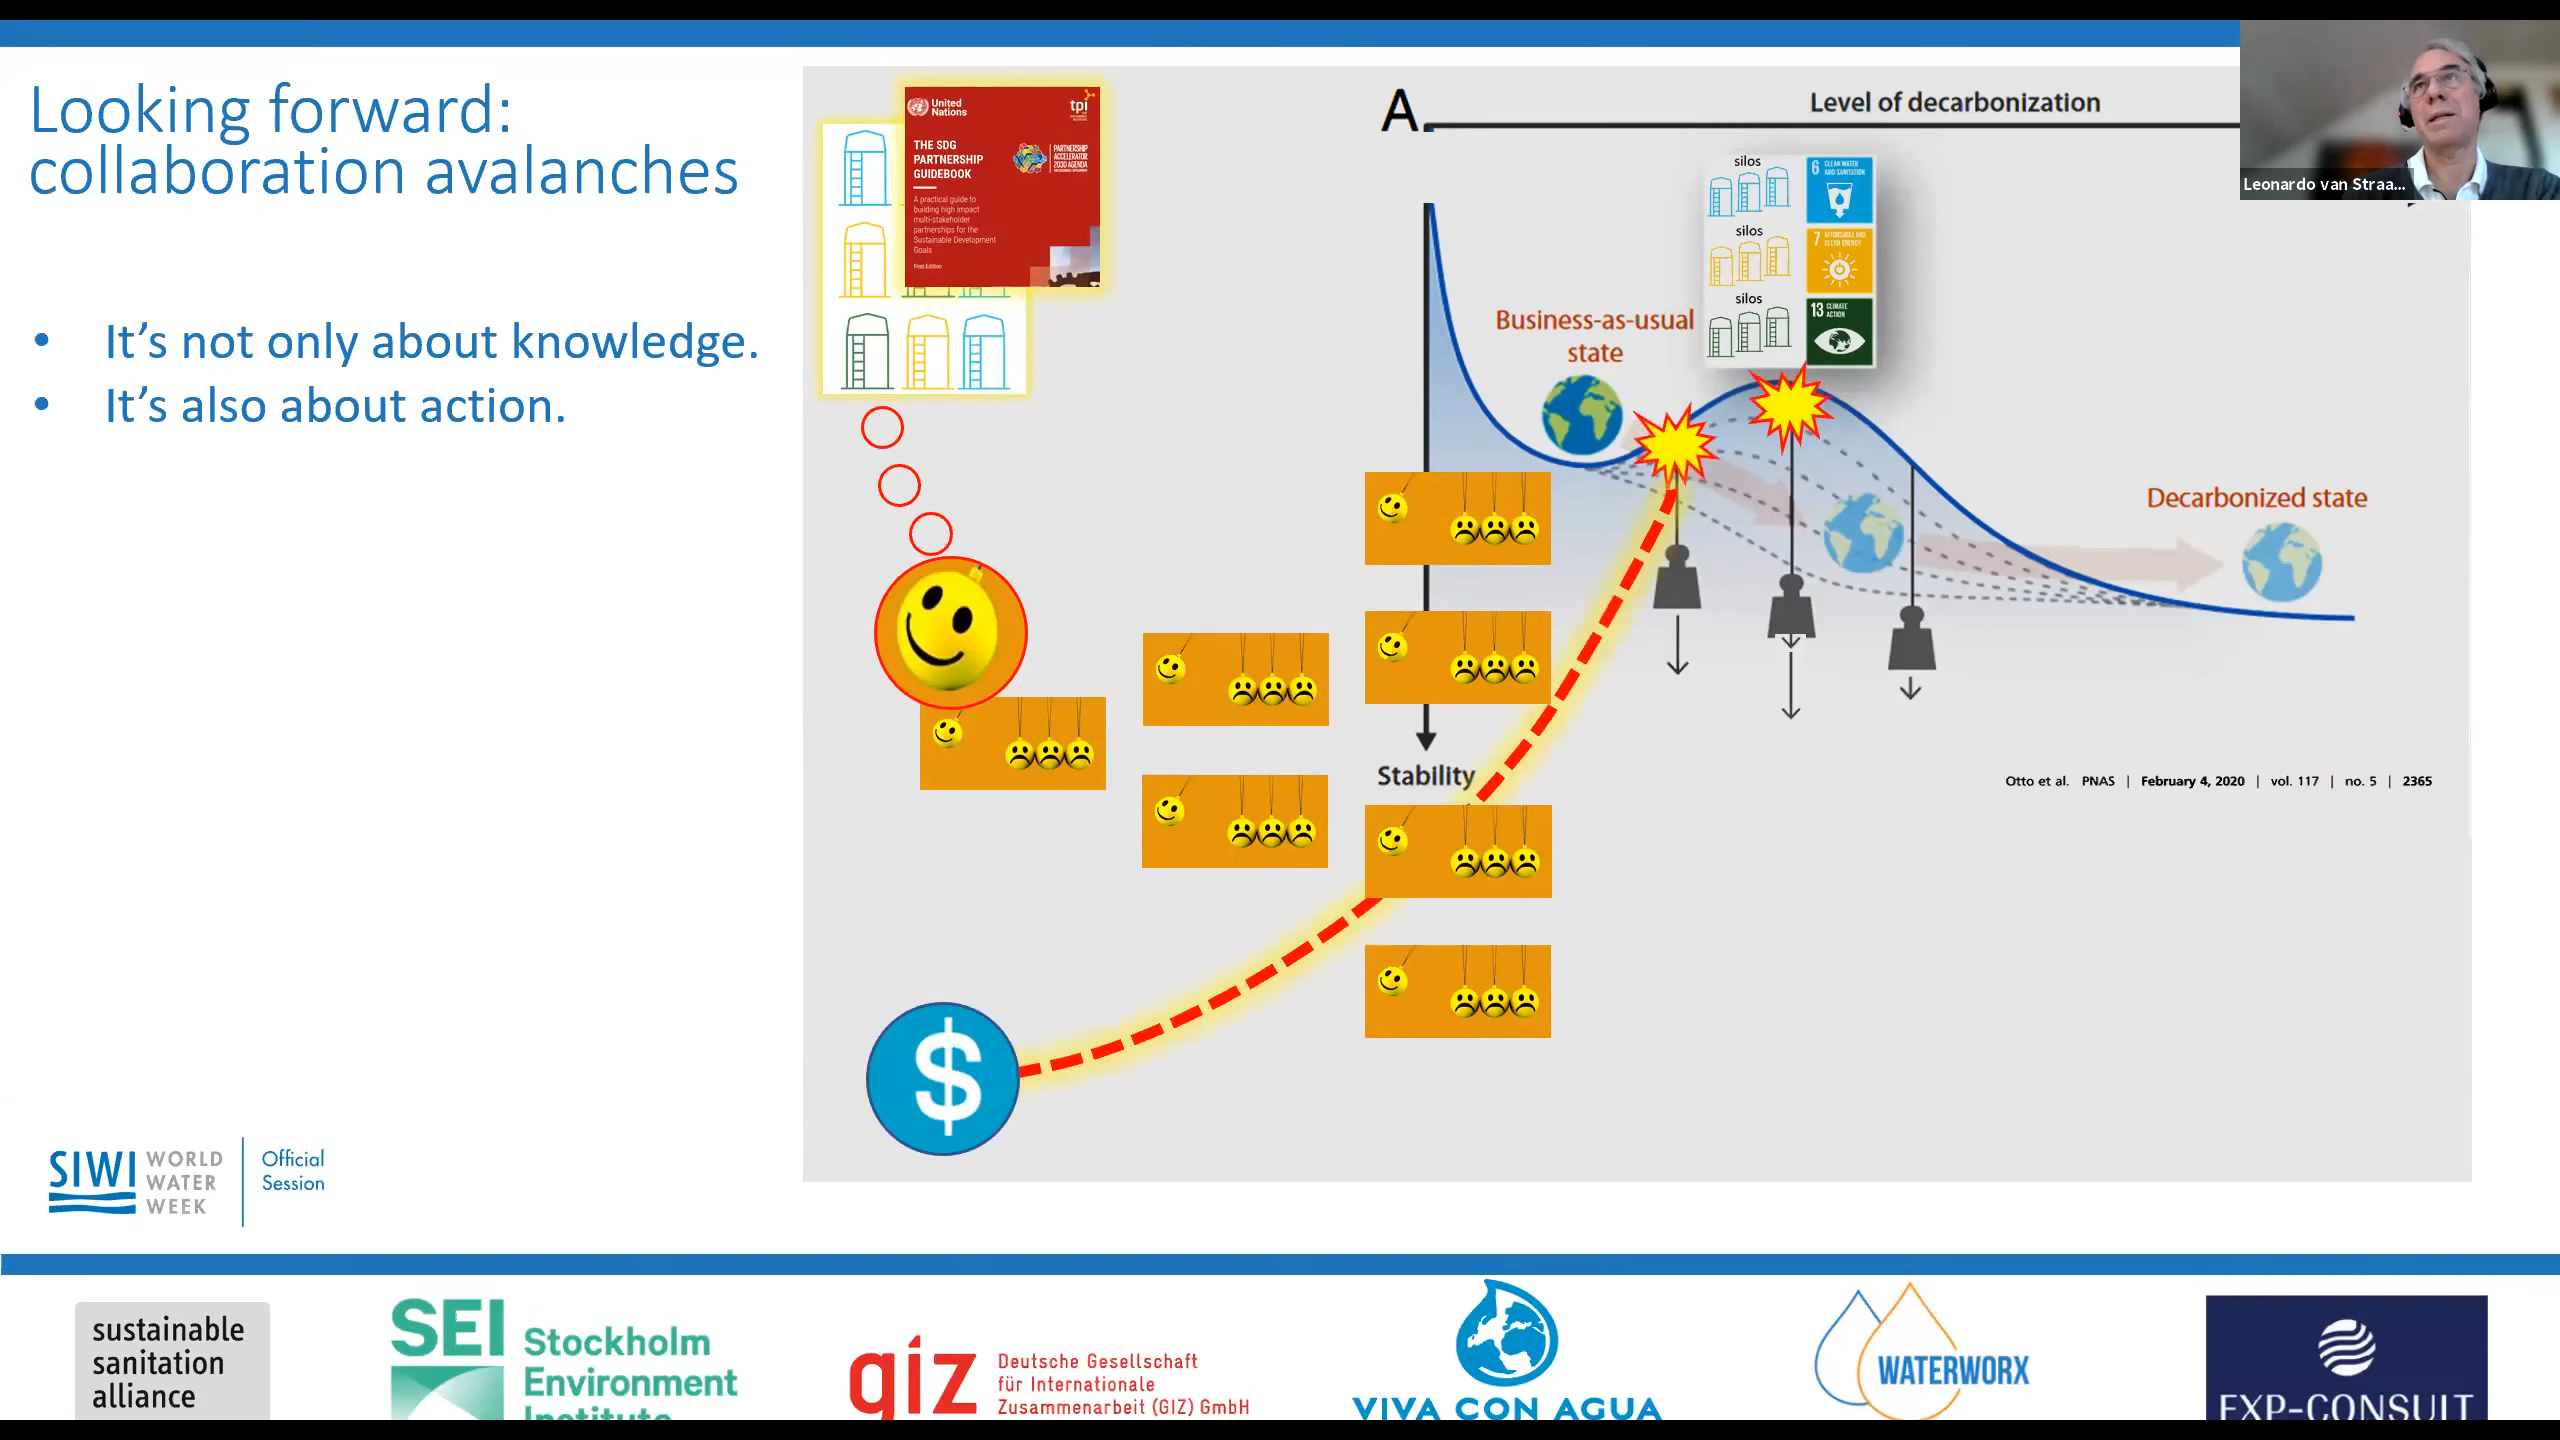 Looking forward:
collaboration avalanches
• It's not only about knowledge.
• It's also about action.
United
Nations
tpi
THE SDG
PARTNERSHIP
GUIDEBOOK
PARTNERSHIP
ACCELERATOR
2030 AGENDA
A practical guide to
building high impact
multi-stakeholder
partnerships for the
Sustainable Development
Goals
First Edition
A
Level of decarbonization
silos
6 CLEAN WATER
AND SANITATION
silos
7 AFFORDABLE AND
CLEAN ENERGY
silos
13 CLIMATE
ACTION
Business-as-usual
state
Decarbonized state
Stability
Otto et al. PNAS | February 4, 2020 | vol. 117 | no. 5 | 2365
$
Leonardo van Straa...
SIWI WORLD
WATER
WEEK
Official
Session
sustainable
sanitation
alliance
SEI Stockholm
Environment
Institute
giz Deutsche Gesellschaft
für Internationale
Zusammenarbeit (GIZ) GmbH
VIVA CON AGUA
WATERWORX
EXP-CONSULT